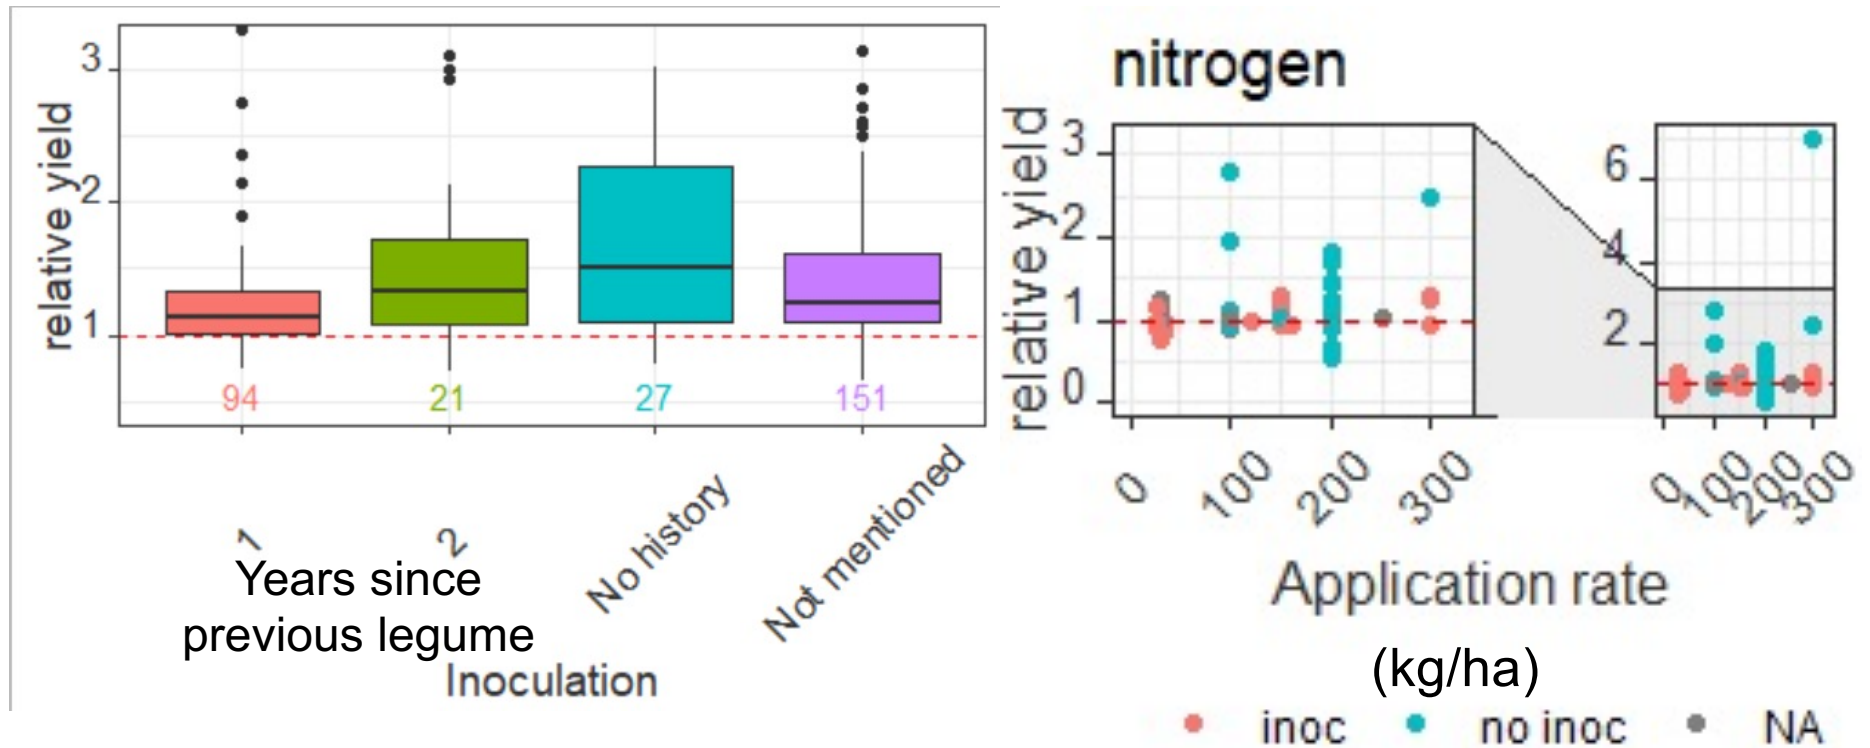 relative yield
3
2
1
94 21 27 151
1 2 No history Not mentioned
Years since
previous legume
Inoculation
nitrogen
relative yield
3
2
1
0
0 100 200 300
6
4
2
0 100 200 300
Application rate
(kg/ha)
inoc no inoc NA